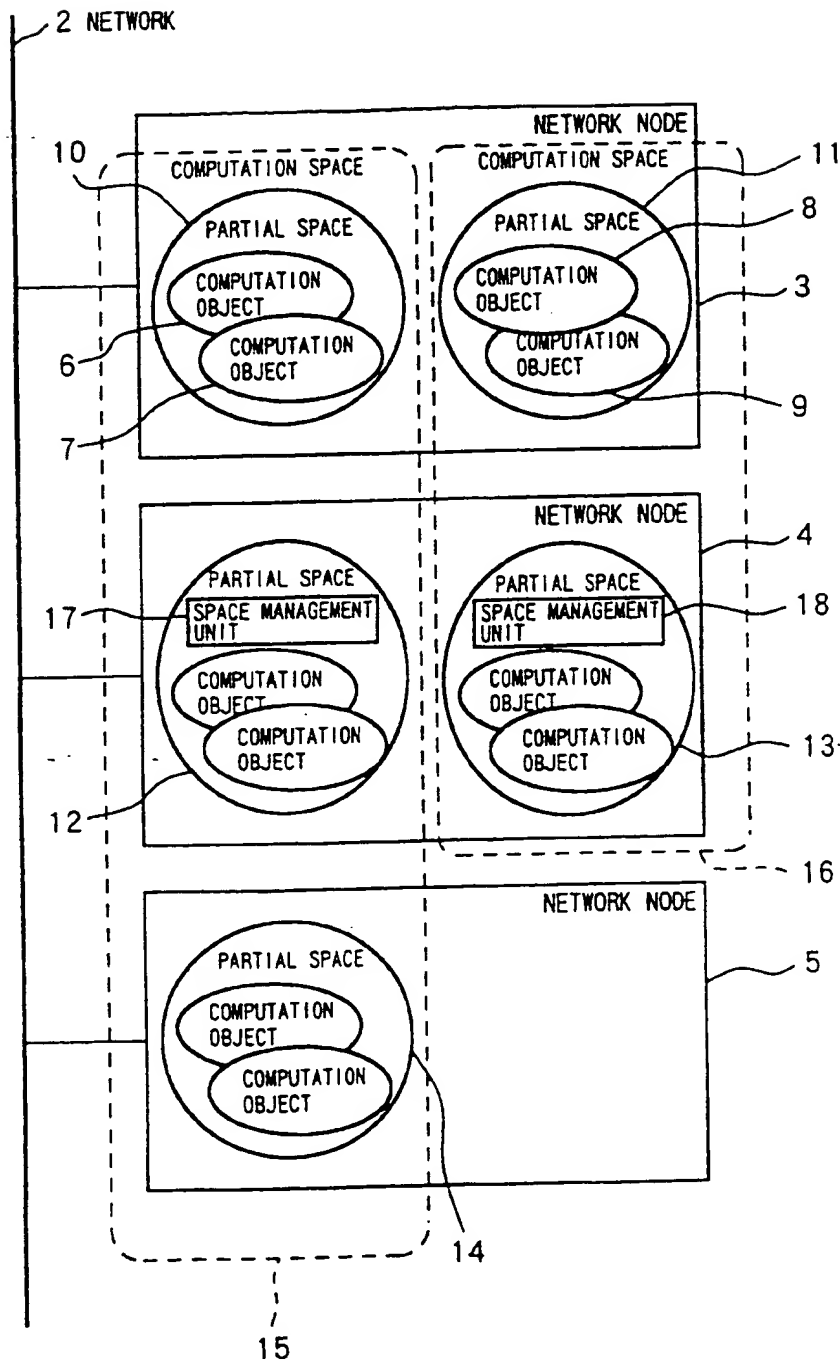 2 NETWORK
NETWORK NODE
10
COMPUTATION SPACE
COMPUTATION SPACE
11
PARTIAL SPACE
PARTIAL SPACE
8
COMPUTATION
OBJECT
COMPUTATION
OBJECT
3
6
COMPUTATION
OBJECT
COMPUTATION
OBJECT
7
9
NETWORK NODE
4
PARTIAL SPACE
PARTIAL SPACE
17
SPACE MANAGEMENT
UNIT
SPACE MANAGEMENT
UNIT
18
COMPUTATION
OBJECT
COMPUTATION
OBJECT
COMPUTATION
OBJECT
COMPUTATION
OBJECT
13
12
16
NETWORK NODE
PARTIAL SPACE
5
COMPUTATION
OBJECT
COMPUTATION
OBJECT
14
15